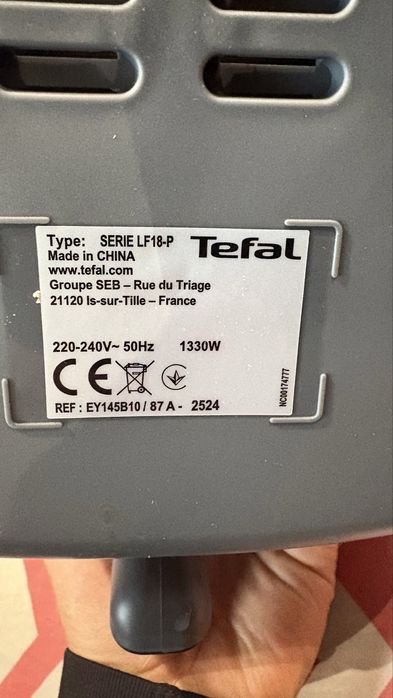 Type: SERIE LF18-P Tefal
Made in CHINA
www.tefal.com
Groupe SEB – Rue du Triage
21120 Is-sur-Tille – France
220-240V~ 50Hz 1330W
CE
REF : EY145B10 / 87 A - 2524
NC00174777